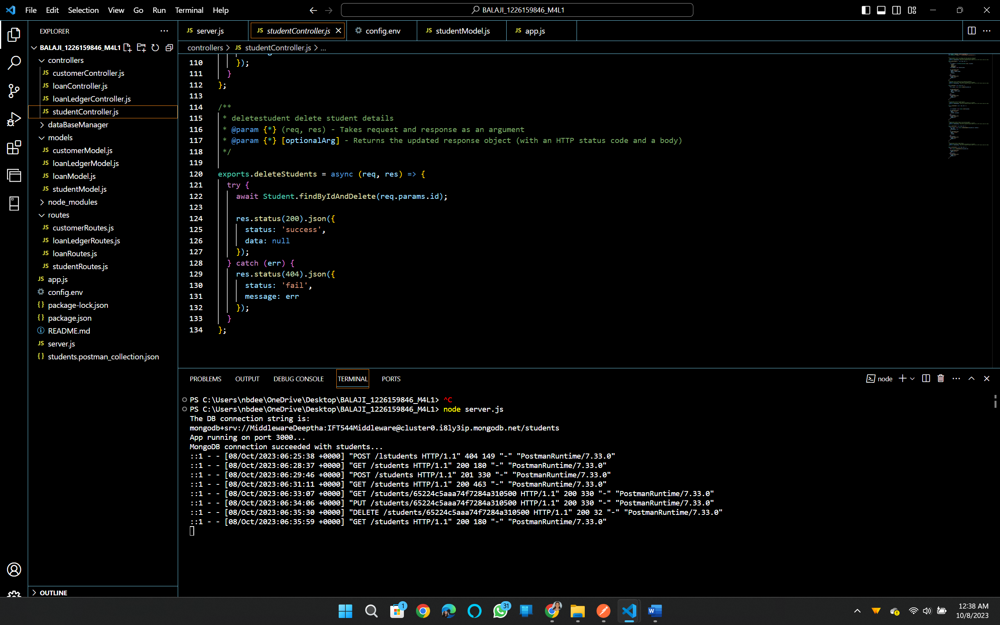 File Edit Selection View Go Run Terminal Help
BALAJI_1226159846_M4L1
EXPLORER
BALAJI_1226159846_M4L1
controllers
JS customerController.js
JS loanController.js
JS loanLedgerController.js
JS studentController.js
dataBaseManager
models
JS customerModel.js
JS loanLedgerModel.js
JS loanModel.js
JS studentModel.js
node_modules
routes
JS customerRoutes.js
JS loanLedgerRoutes.js
JS loanRoutes.js
JS studentRoutes.js
JS app.js
config.env
{} package-lock.json
{} package.json
README.md
JS server.js
{} students.postman_collection.json
OUTLINE
JS server.js JS studentController.js config.env JS studentModel.js JS app.js
controllers > JS studentController.js > ...
110 });
111 }
112 };
113
114 /**
115 * deletestudent delete student details
116 * @param {*} (req, res) - Takes request and response as an argument
117 * @param {*} [optionalArg] - Returns the updated response object (with an HTTP status code and a body)
118 */
119
120 exports.deleteStudents = async (req, res) => {
121 try {
122 await Student.findByIdAndDelete(req.params.id);
123
124 res.status(200).json({
125 status: 'success',
126 data: null
127 });
128 } catch (err) {
129 res.status(404).json({
130 status: 'fail',
131 message: err
132 });
133 }
134 };
PROBLEMS OUTPUT DEBUG CONSOLE TERMINAL PORTS
node
PS C:\Users\nbdee\OneDrive\Desktop\BALAJI_1226159846_M4L1> ^C
PS C:\Users\nbdee\OneDrive\Desktop\BALAJI_1226159846_M4L1> node server.js
The DB connection string is:
mongodb+srv://MiddlewareDeeptha:IFT544Middleware@cluster0.i8ly3ip.mongodb.net/students
App running on port 3000...
MongoDB connection succeeded with students...
::1 - - [08/Oct/2023:06:25:38 +0000] "POST /lstudents HTTP/1.1" 404 149 "-" "PostmanRuntime/7.33.0"
::1 - - [08/Oct/2023:06:28:37 +0000] "GET /students HTTP/1.1" 200 180 "-" "PostmanRuntime/7.33.0"
::1 - - [08/Oct/2023:06:29:46 +0000] "POST /students HTTP/1.1" 201 330 "-" "PostmanRuntime/7.33.0"
::1 - - [08/Oct/2023:06:31:11 +0000] "GET /students HTTP/1.1" 200 463 "-" "PostmanRuntime/7.33.0"
::1 - - [08/Oct/2023:06:33:07 +0000] "GET /students/65224c5aaa74f7284a310500 HTTP/1.1" 200 330 "-" "PostmanRuntime/7.33.0"
::1 - - [08/Oct/2023:06:34:06 +0000] "PUT /students/65224c5aaa74f7284a310500 HTTP/1.1" 200 330 "-" "PostmanRuntime/7.33.0"
::1 - - [08/Oct/2023:06:35:30 +0000] "DELETE /students/65224c5aaa74f7284a310500 HTTP/1.1" 200 32 "-" "PostmanRuntime/7.33.0"
::1 - - [08/Oct/2023:06:35:59 +0000] "GET /students HTTP/1.1" 200 180 "-" "PostmanRuntime/7.33.0"
1
31
12:38 AM
10/8/2023